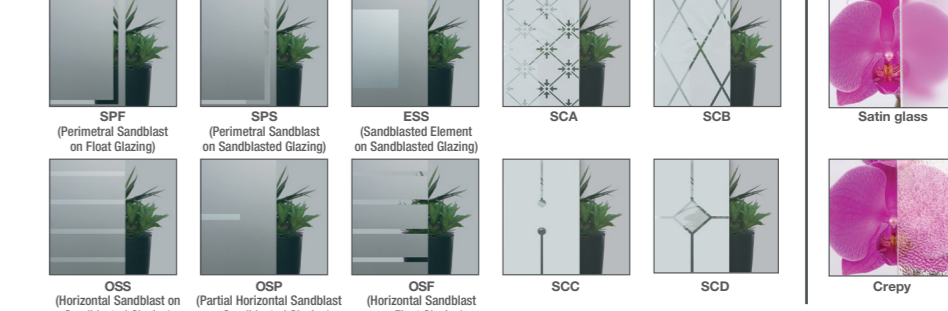 SPF
(Perimetral Sandblast
on Float Glazing)
SPS
(Perimetral Sandblast
on Sandblasted Glazing)
ESS
(Sandblasted Element
on Sandblasted Glazing)
SCA
SCB
Satin glass
OSS
(Horizontal Sandblast on
OSP
(Partial Horizontal Sandblast
OSF
(Horizontal Sandblast
SCC
SCD
Crepy